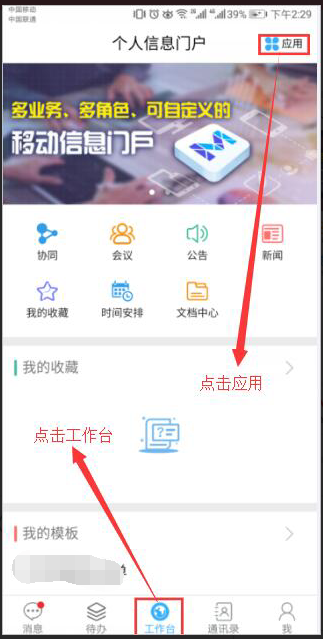 中国移动
中国联通
39%
下午2:29
个人信息门户
应用
多业务、多角色、可自定义的
移动信息门户
协同
会议
公告
新闻
我的收藏
时间安排
文档中心
我的收藏
点击应用
点击工作台
我的模板
消息
待办
工作台
通讯录
我